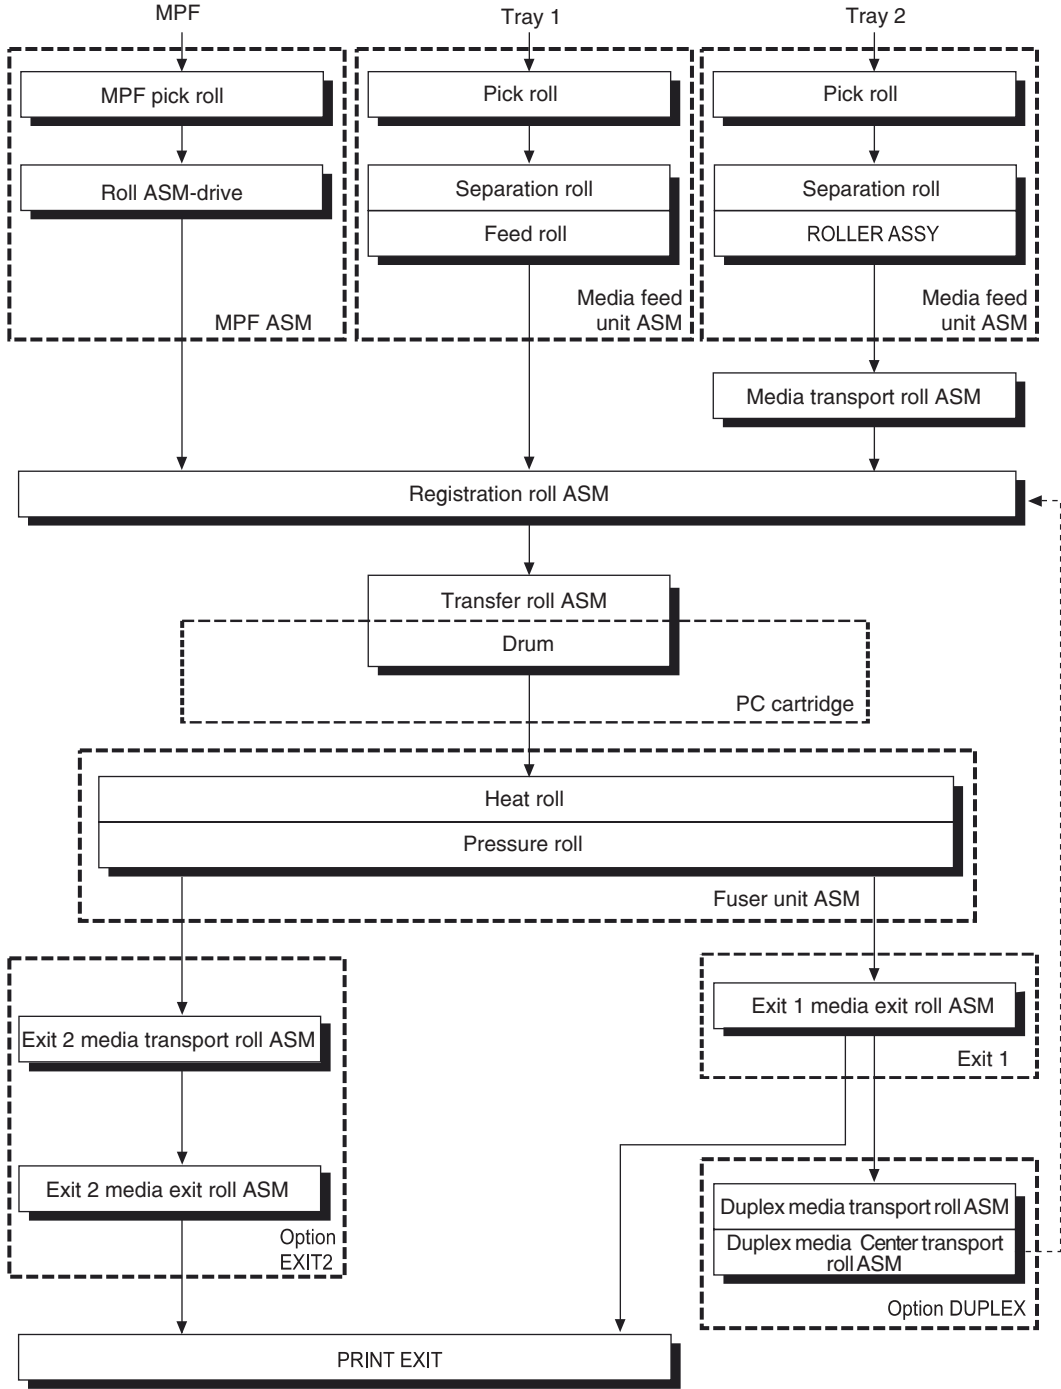 MPF
Tray 1
Tray 2
MPF pick roll
Pick roll
Pick roll
Roll ASM-drive
Separation roll
Separation roll
Feed roll
ROLLER ASSY
MPF ASM
Media feed
unit ASM
Media feed
unit ASM
Media transport roll ASM
Registration roll ASM
Transfer roll ASM
Drum
PC cartridge
Heat roll
Pressure roll
Fuser unit ASM
Exit 1 media exit roll ASM
Exit 2 media transport roll ASM
Exit 1
Exit 2 media exit roll ASM
Duplex media transport roll ASM
Option
EXIT2
Duplex media Center transport
roll ASM
Option DUPLEX
PRINT EXIT